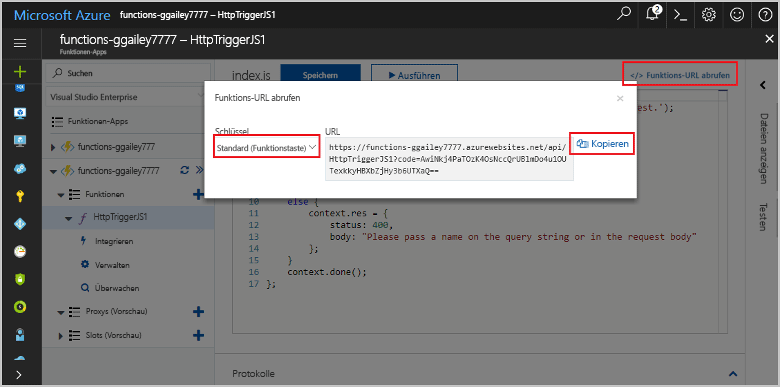 Microsoft Azure functions-ggailey7777 – HttpTriggerJS1
2
functions-ggailey7777 – HttpTriggerJS1
Funktionen-Apps
Suchen
index.js
Speichern
Ausführen
</> Funktions-URL abrufen
Visual Studio Enterprise
Funktionen-Apps
functions-ggailey777
functions-ggailey7777
Funktionen
HttpTriggerJS1
Integrieren
Verwalten
Überwachen
Proxys (Vorschau)
Slots (Vorschau)
Funktions-URL abrufen
Schlüssel
URL
Standard (Funktionstaste)
https://functions-ggailey7777.azurewebsites.net/api/
HttpTriggerJS1?code=AwiNkj4PaTOzK4OsNccQrUBlmDo4u1OU
TexkkyHBXbZjHy3b6UTXaQ==
Kopieren
est.');
10 else {
11 context.res = {
12 status: 400,
13 body: "Please pass a name on the query string or in the request body"
14 };
15 }
16 context.done();
17 };
Protokolle
Dateien anzeigen
Testen